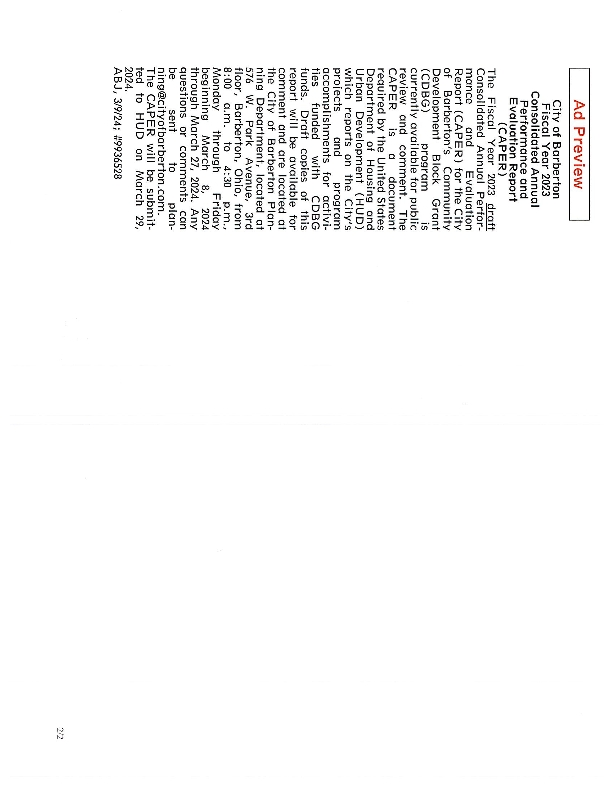 Ad Preview
City of Barberton
Fiscal Year 2023
Consolidated Annual
Performance and
Evaluation Report
(CAPER)
The Fiscal Year 2023 draft
Consolidated Annual Perfor-
mance and Evaluation
Report (CAPER) for the City
of Barberton's Community
Development Block Grant
(CDBG) program is
currently available for public
review and comment. The
CAPER is a document
required by the United States
Department of Housing and
Urban Development (HUD)
which reports on the City's
projects and program
accomplishments for activi-
ties funded with CDBG
funds. Draft copies of this
report will be available for
comment and are located at
the City of Barberton Plan-
ning Department, located at
576 W. Park Avenue, 3rd
floor, Barberton, Ohio, from
8:00 a.m. to 4:30 p.m.,
Monday through Friday
beginning March 8, 2024
through March 27, 2024. Any
questions or comments can
be sent to plan-
ning@cityofbarberton.com.
The CAPER will be submit-
ted to HUD on March 29,
2024.
ABJ, 3/9/24; #9936528
2/2